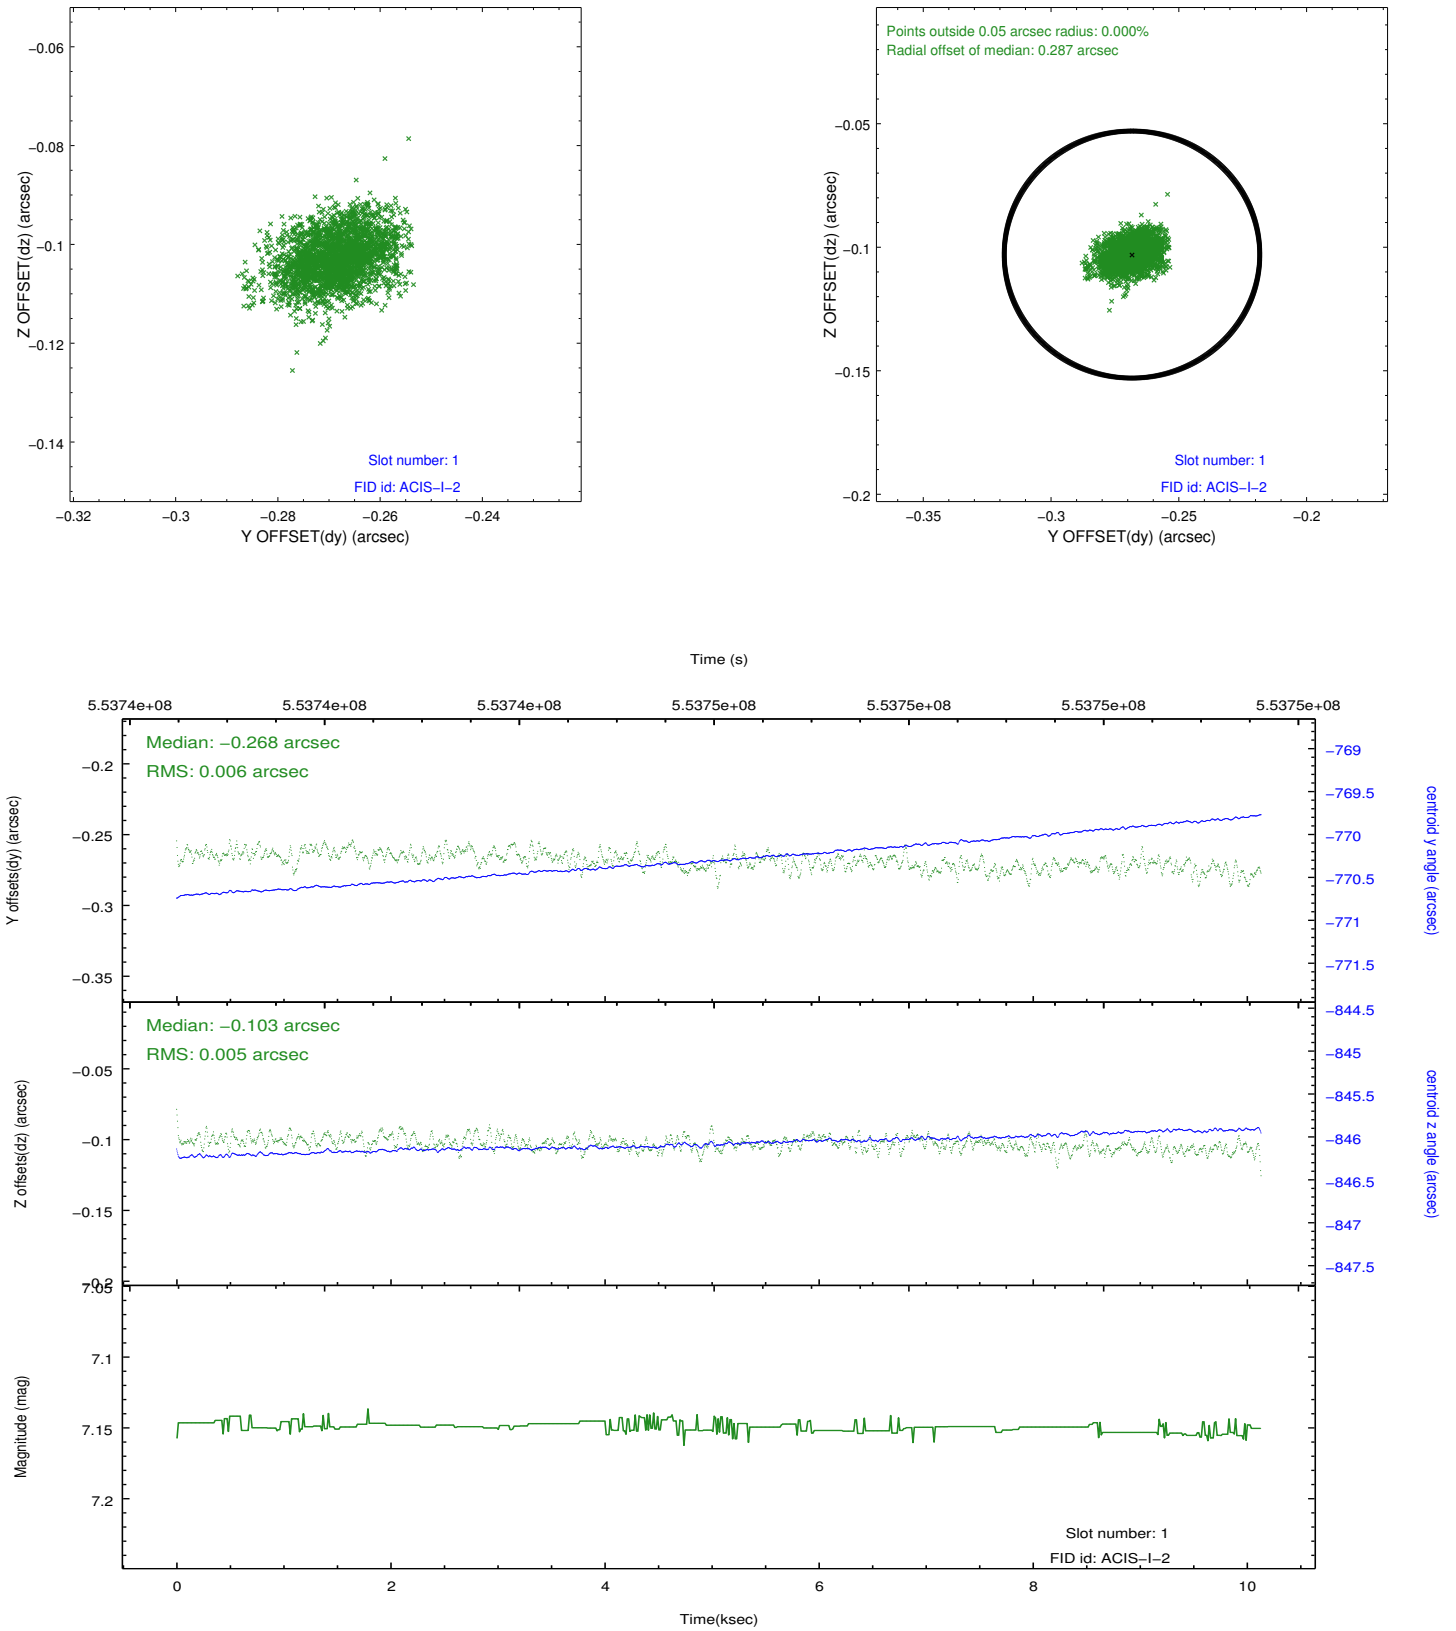 −0.06
−0.08
−0.1
−0.12
−0.14
Z OFFSET(dz) (arcsec)
Slot number: 1
FID id: ACIS−I−2
−0.32
−0.3
−0.28
−0.26
−0.24
Y OFFSET(dy) (arcsec)
Points outside 0.05 arcsec radius: 0.000%
Radial offset of median: 0.287 arcsec
−0.05
−0.1
−0.15
−0.2
Z OFFSET(dz) (arcsec)
Slot number: 1
FID id: ACIS−I−2
−0.35
−0.3
−0.25
−0.2
Y OFFSET(dy) (arcsec)
Time (s)
5.5374e+08
5.5374e+08
5.5374e+08
5.5375e+08
5.5375e+08
5.5375e+08
5.5375e+08
Median: −0.268 arcsec
RMS: 0.006 arcsec
−0.2
−0.25
−0.3
−0.35
Y offsets(dy) (arcsec)
−769
−769.5
−770
−770.5
−771
−771.5
centroid y angle (arcsec)
Median: −0.103 arcsec
RMS: 0.005 arcsec
−0.05
−0.1
−0.15
−0.2
Z offsets(dz) (arcsec)
−844.5
−845
−845.5
−846
−846.5
−847
−847.5
centroid z angle (arcsec)
7.05
7.1
7.15
7.2
Magnitude (mag)
Slot number: 1
FID id: ACIS−I−2
0
2
4
6
8
10
Time(ksec)